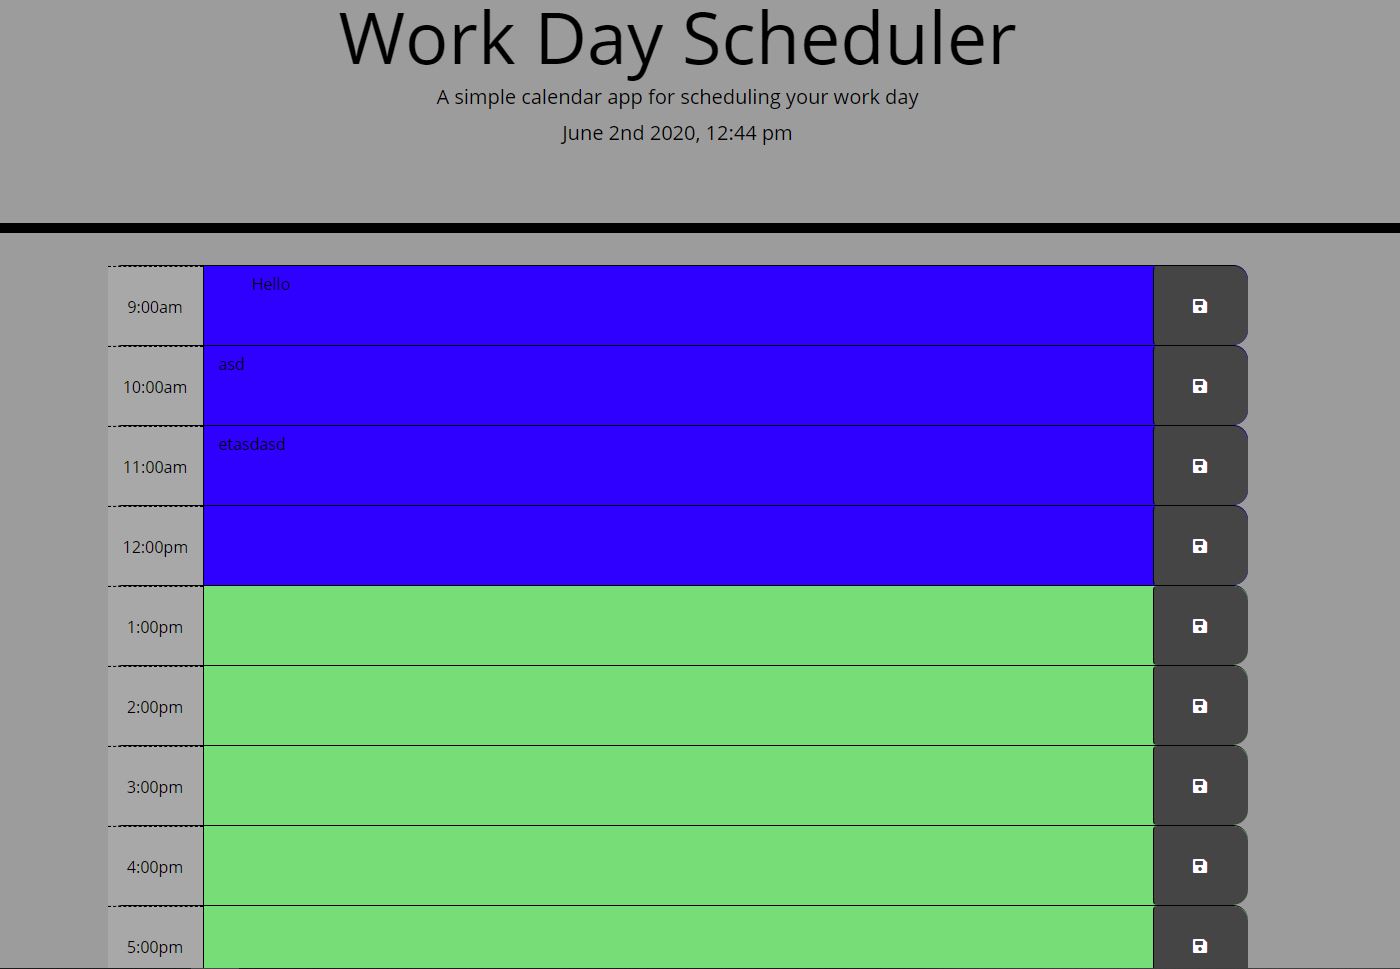 Work Day Scheduler
A simple calendar app for scheduling your work day
June 2nd 2020, 12:44 pm
9:00am Hello
10:00am asd
11:00am etasdasd
12:00pm
1:00pm
2:00pm
3:00pm
4:00pm
5:00pm